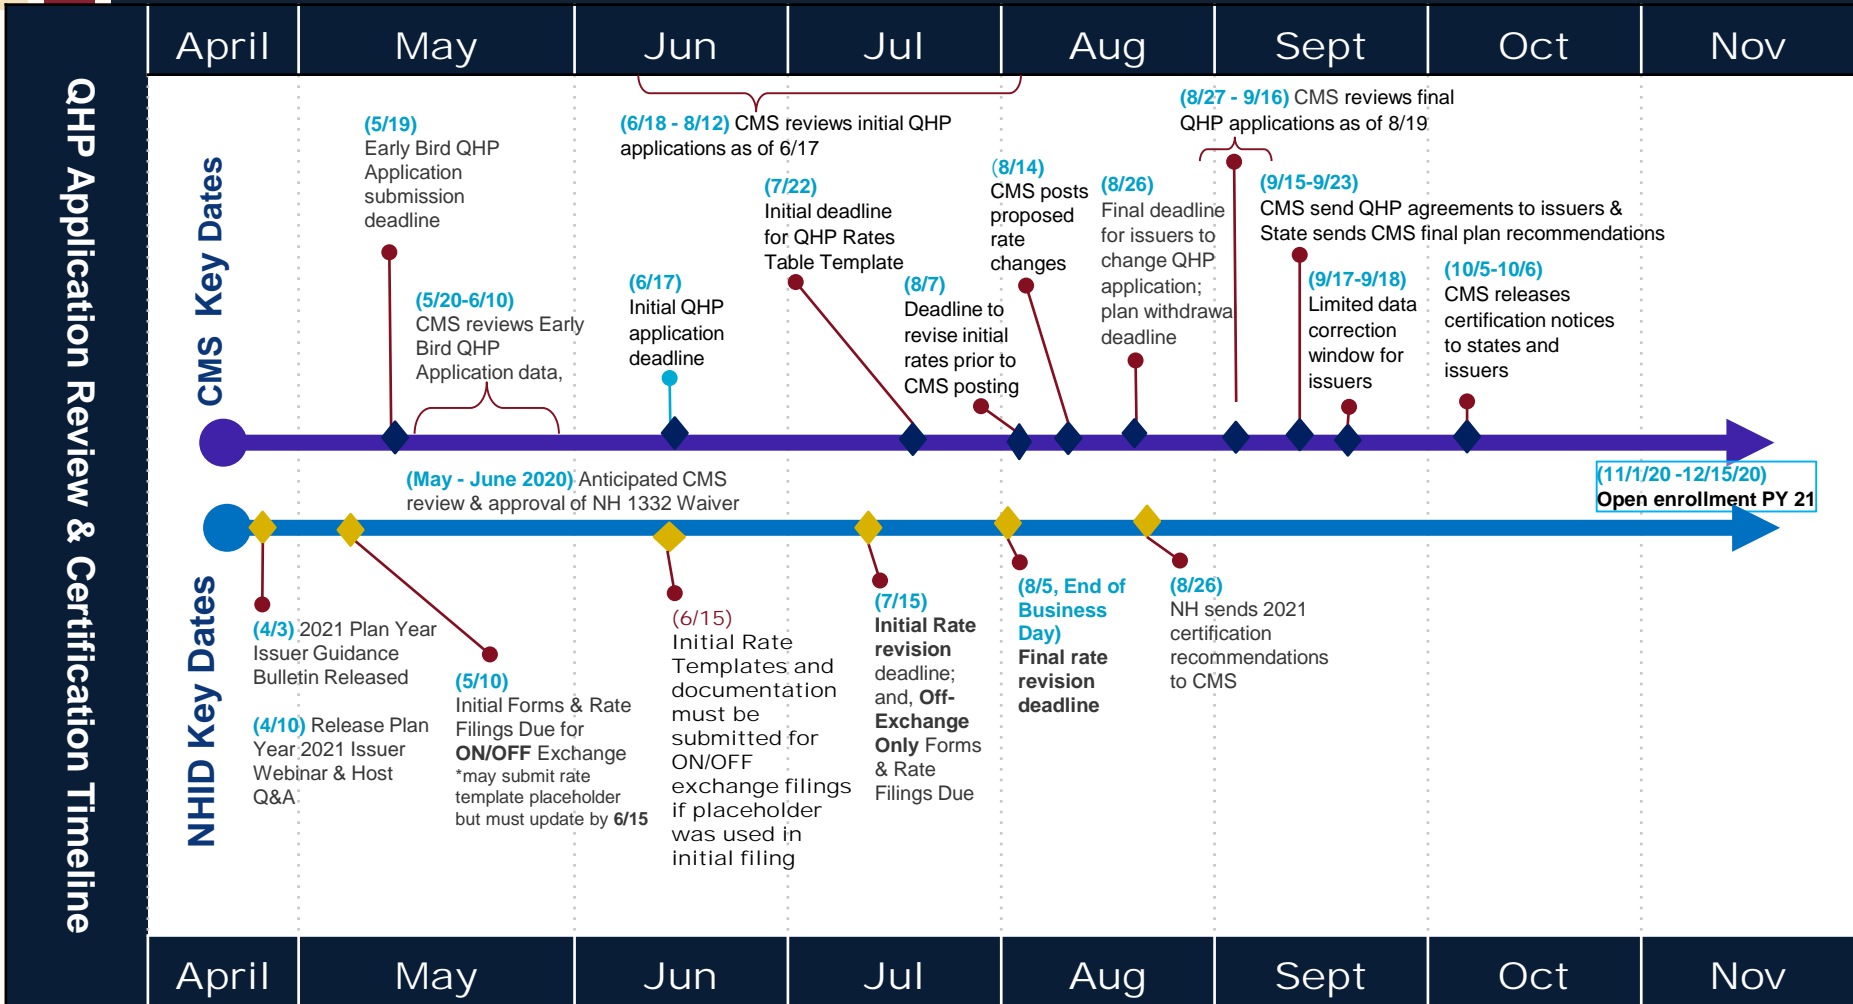 April
May
Jun
Jul
Aug
Sept
Oct
Nov
QHP Application Review & Certification Timeline
CMS Key Dates
(5/19)
Early Bird QHP
Application
submission
deadline
(5/20-6/10)
CMS reviews Early
Bird QHP
Application data,
(6/18 - 8/12) CMS reviews initial QHP
applications as of 6/17
(6/17)
Initial QHP
application
deadline
(7/22)
Initial deadline
for QHP Rates
Table Template
(8/7)
Deadline to
revise initial
rates prior to
CMS posting
(8/14)
CMS posts
proposed
rate
changes
(8/26)
Final deadline
for issuers to
change QHP
application;
plan withdrawa
deadline
(8/27 - 9/16) CMS reviews final
QHP applications as of 8/19
(9/15-9/23)
CMS send QHP agreements to issuers &
State sends CMS final plan recommendations
(9/17-9/18)
Limited data
correction
window for
issuers
(10/5-10/6)
CMS releases
certification notices
to states and
issuers
(May - June 2020) Anticipated CMS
review & approval of NH 1332 Waiver
(11/1/20 -12/15/20)
Open enrollment PY 21
NHID Key Dates
(4/3) 2021 Plan Year
Issuer Guidance
Bulletin Released
(4/10) Release Plan
Year 2021 Issuer
Webinar & Host
Q&A
(5/10)
Initial Forms & Rate
Filings Due for
ON/OFF Exchange
*may submit rate
template placeholder
but must update by 6/15
(6/15)
Initial Rate
Templates and
documentation
must be
submitted for
ON/OFF
exchange filings
if placeholder
was used in
initial filing
(7/15)
Initial Rate
revision
deadline;
and, Off-
Exchange
Only Forms
& Rate
Filings Due
(8/5, End of
Business
Day)
Final rate
revision
deadline
(8/26)
NH sends 2021
certification
recommendations
to CMS
April
May
Jun
Jul
Aug
Sept
Oct
Nov